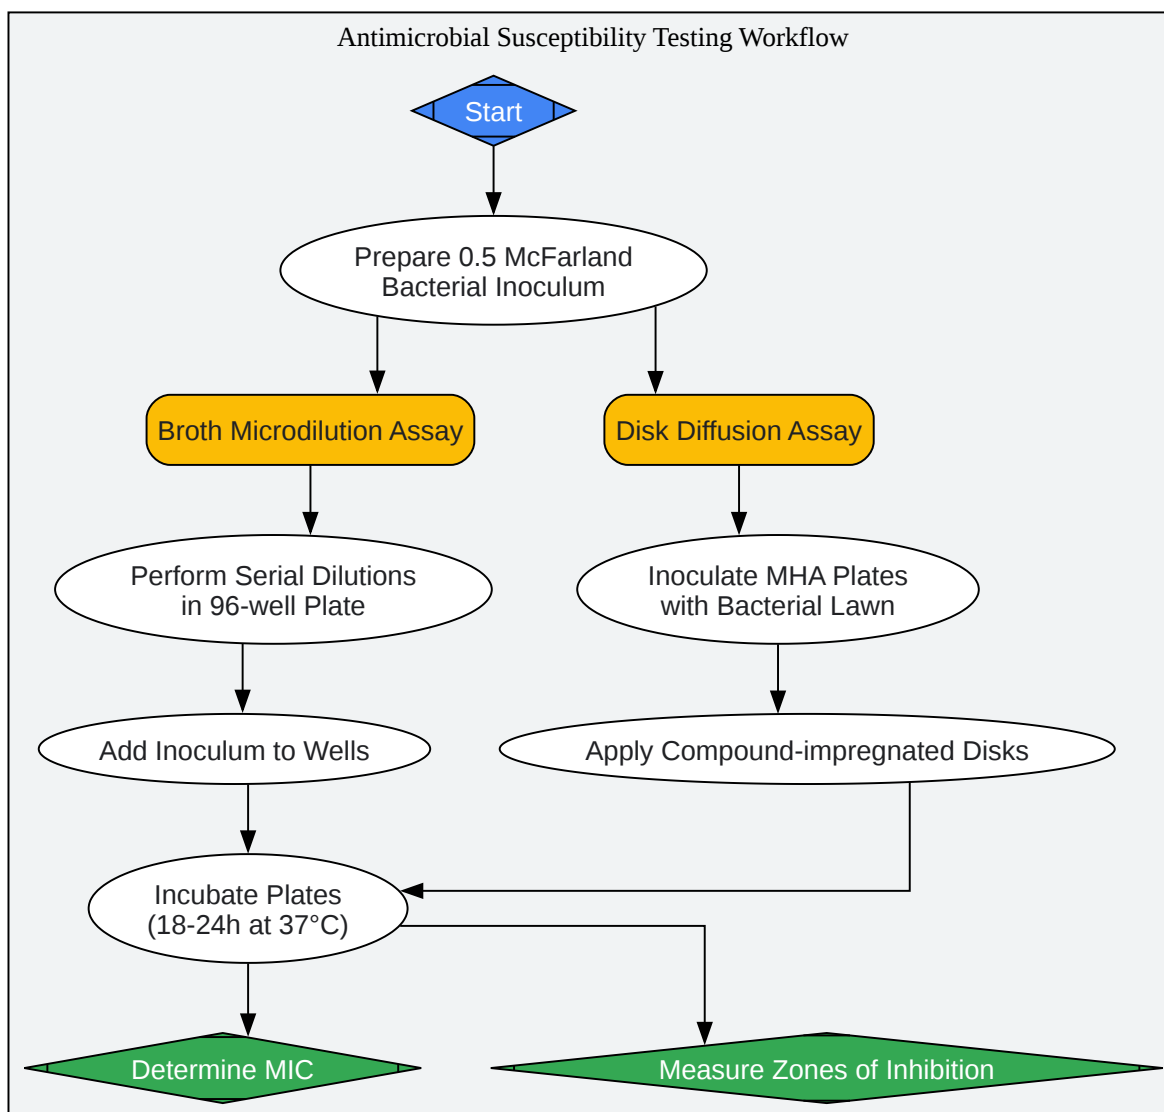 Antimicrobial Susceptibility Testing Workflow
Start
Prepare 0.5 McFarland
Bacterial Inoculum
Broth Microdilution Assay
Disk Diffusion Assay
Perform Serial Dilutions
in 96-well Plate
Inoculate MHA Plates
with Bacterial Lawn
Add Inoculum to Wells
Apply Compound-impregnated Disks
Incubate Plates
(18-24h at 37°C)
Determine MIC
Measure Zones of Inhibition